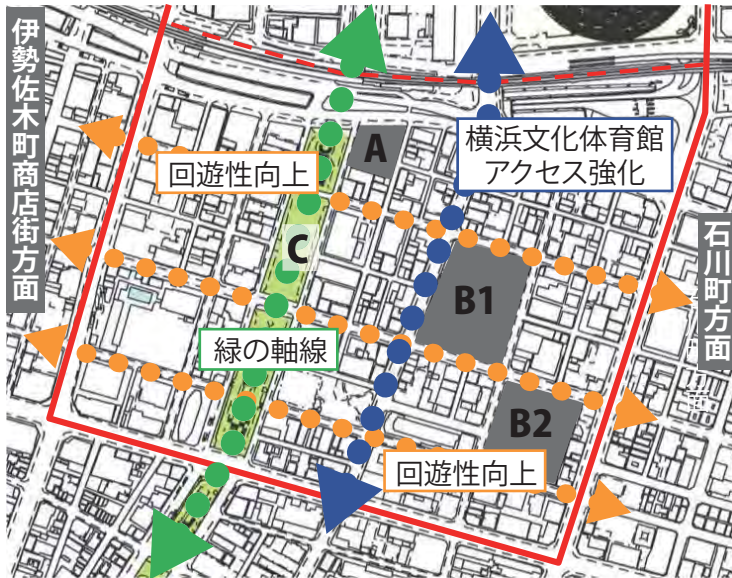 伊勢佐木町商店街方面
A
横浜文化体育館
アクセス強化
回遊性向上
C
石川町方面
B1
緑の軸線
B2
回遊性向上